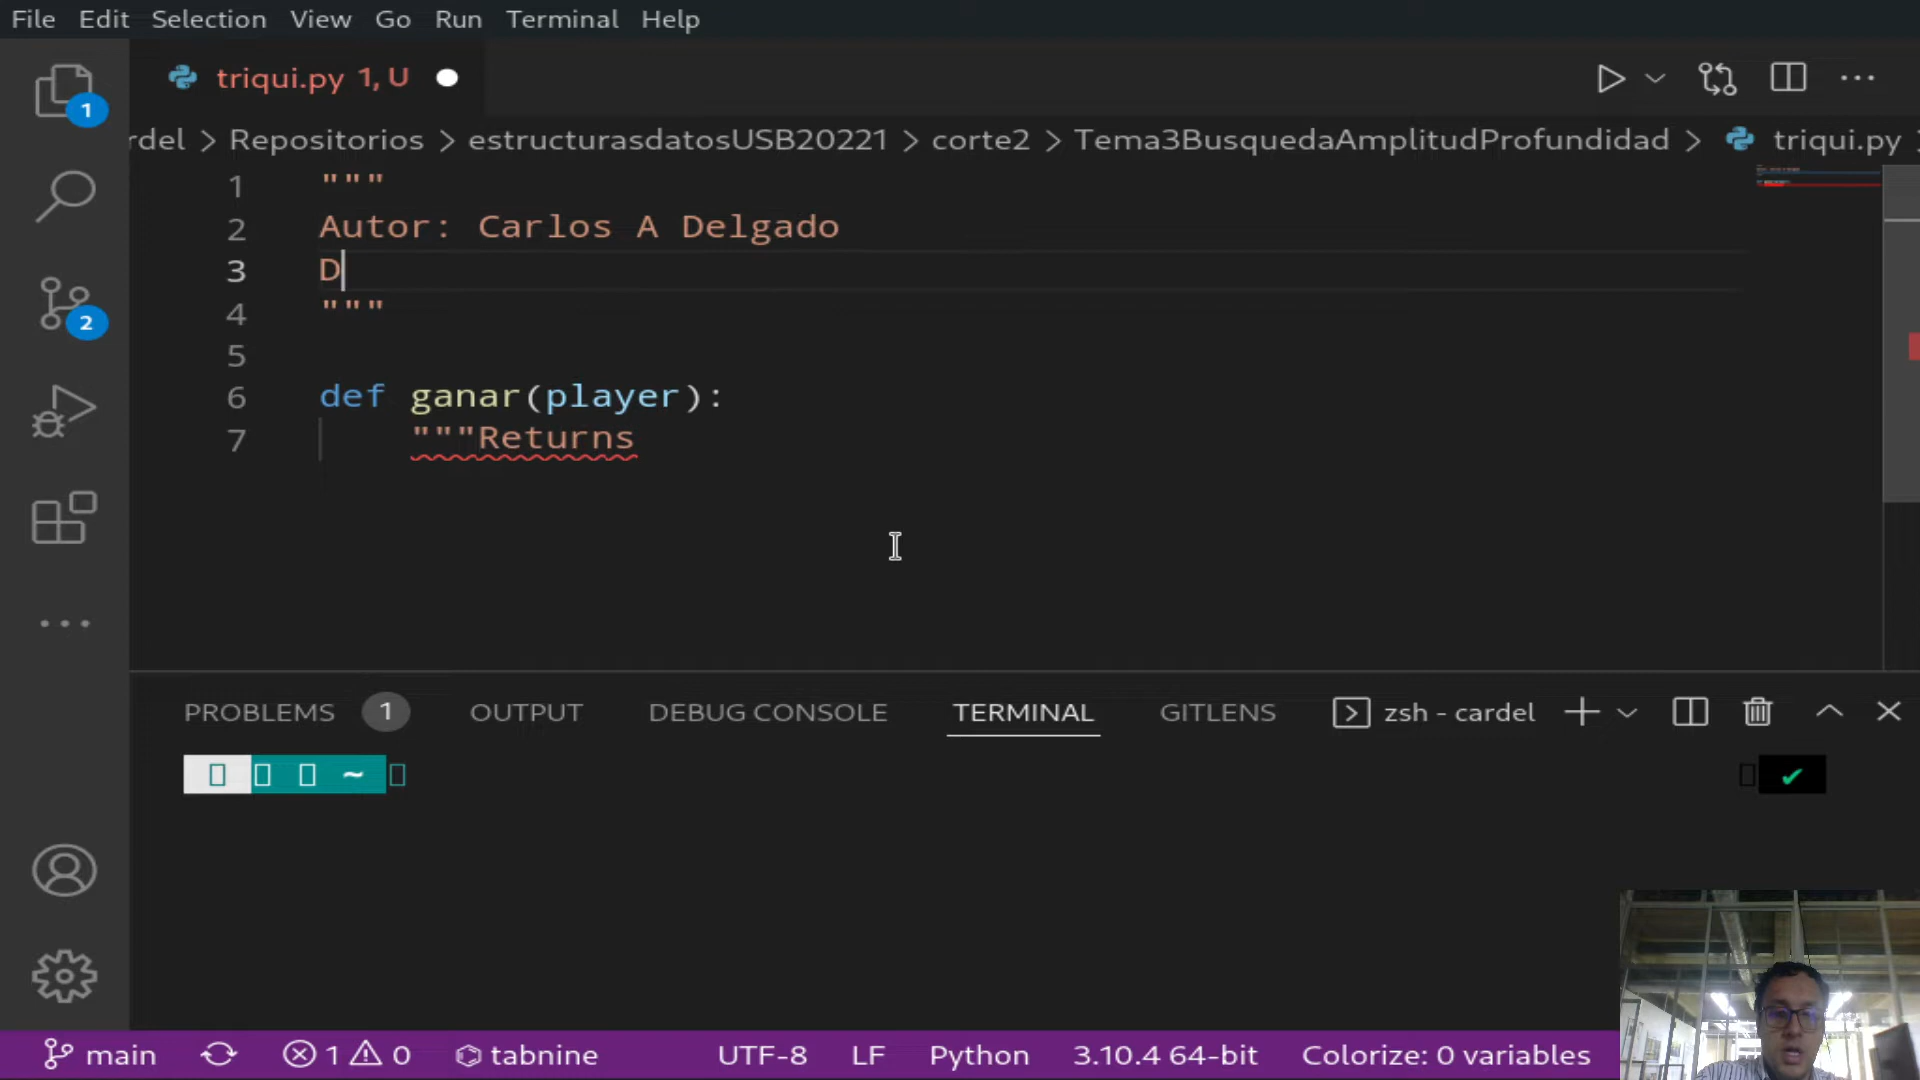 File Edit Selection View Go Run Terminal Help
triqui.py 1, U
rdel > Repositorios > estructurasdatosUSB20221 > corte2 > Tema3BusquedaAmplitudProfundidad > triqui.py
1 """
2 Autor: Carlos A Delgado
3 D
4 """
5
6 def ganar(player):
7 """Returns
1
2
PROBLEMS 1 OUTPUT DEBUG CONSOLE TERMINAL GITLENS zsh - cardel
~
main 1 0 tabnine UTF-8 LF Python 3.10.4 64-bit Colorize: 0 variables